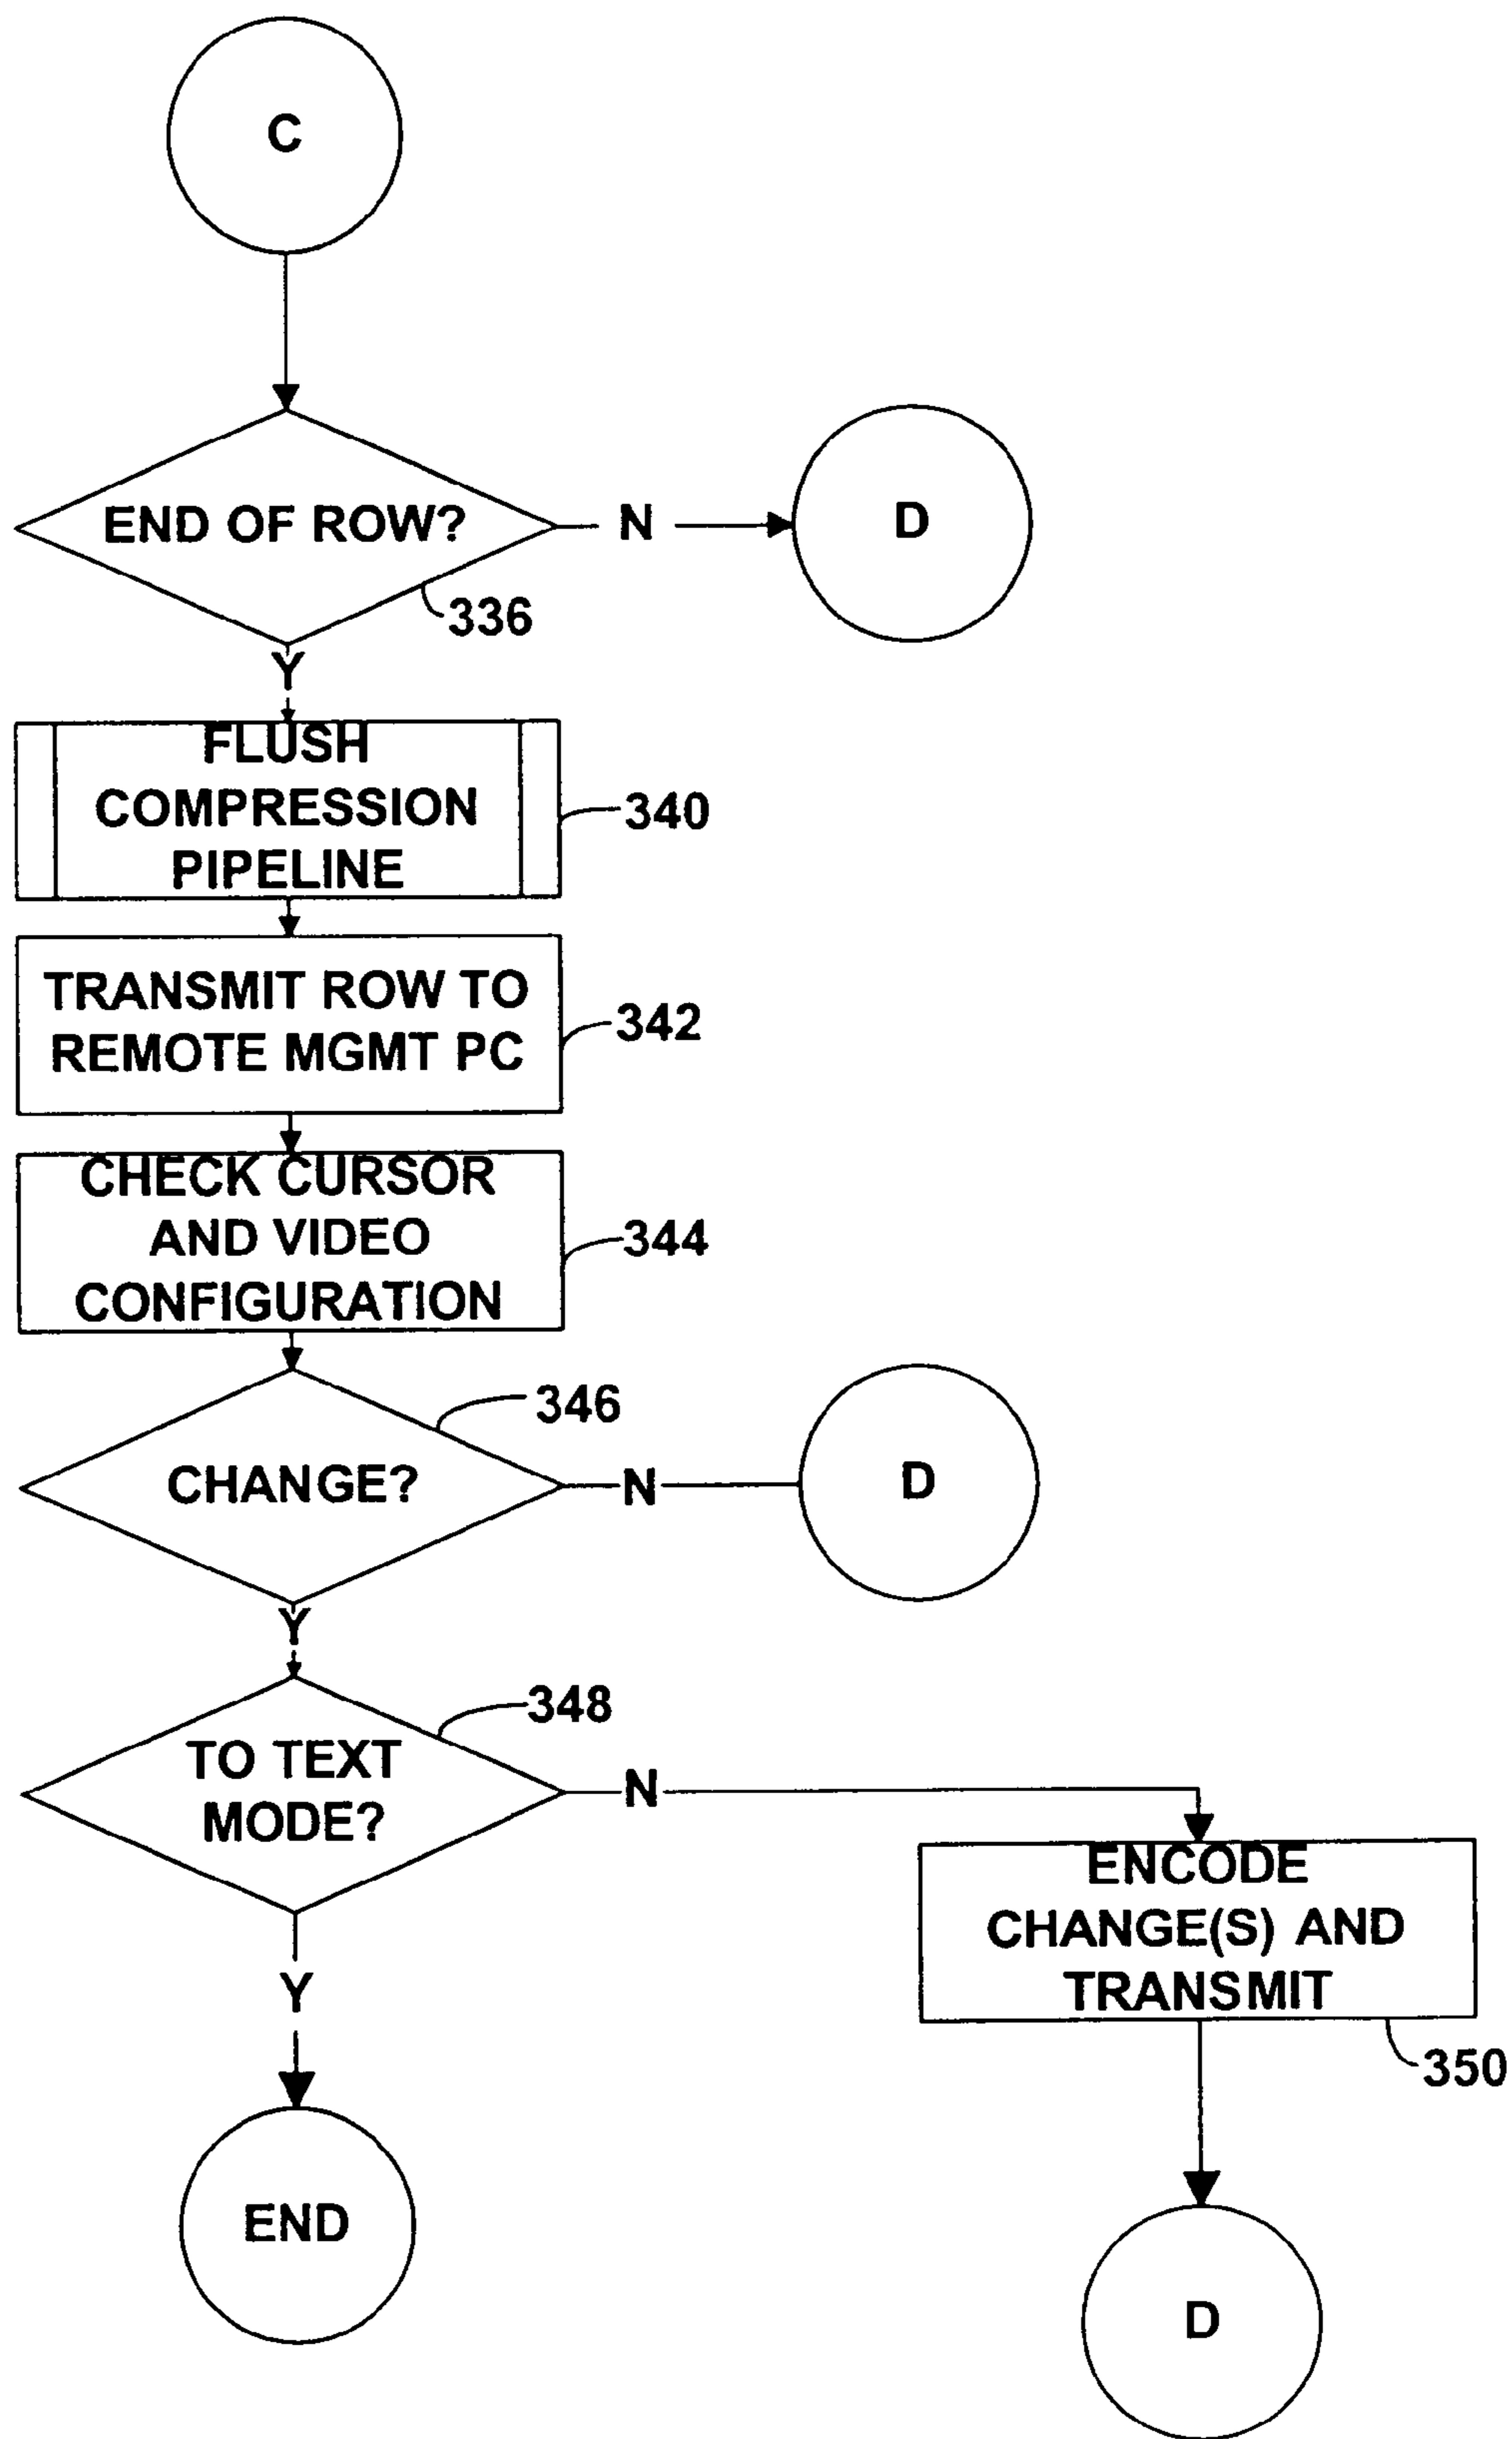 C
END OF ROW?
N
D
336
Y
FLUSH
COMPRESSION
PIPELINE
340
TRANSMIT ROW TO
REMOTE MGMT PC
342
CHECK CURSOR
AND VIDEO
CONFIGURATION
344
346
CHANGE?
N
D
Y
348
TO TEXT
MODE?
N
ENCODE
CHANGE(S) AND
TRANSMIT
350
Y
END
D